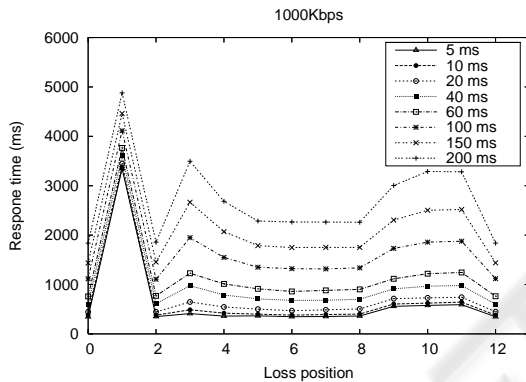 1000Kbps
6000
5000
4000
3000
2000
1000
0
Respone time (ms)
5 ms
10 ms
20 ms
40 ms
60 ms
100 ms
150 ms
200 ms
0 2 4 6 8 10 12
Loss position